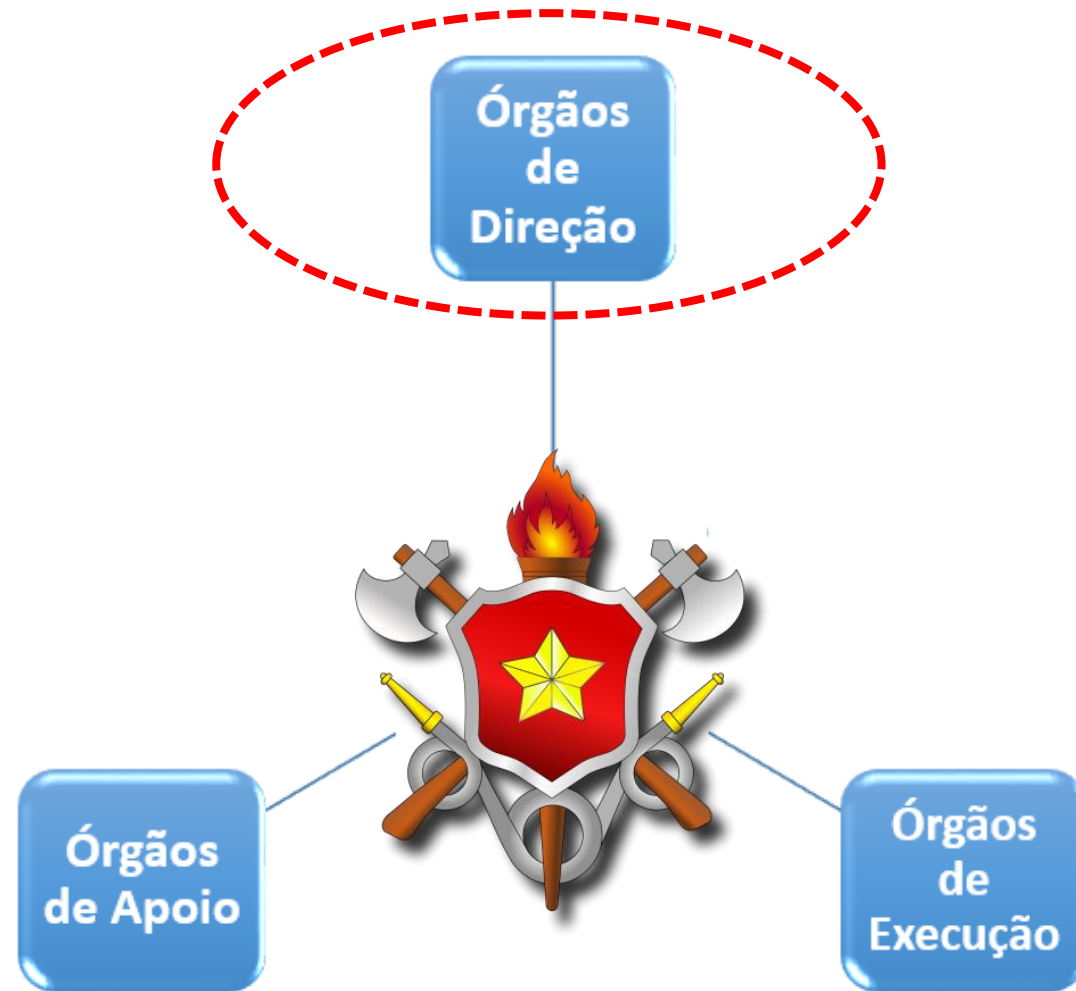 Órgãos
de
Direção
Órgãos
de Apoio
Órgãos
de
Execução